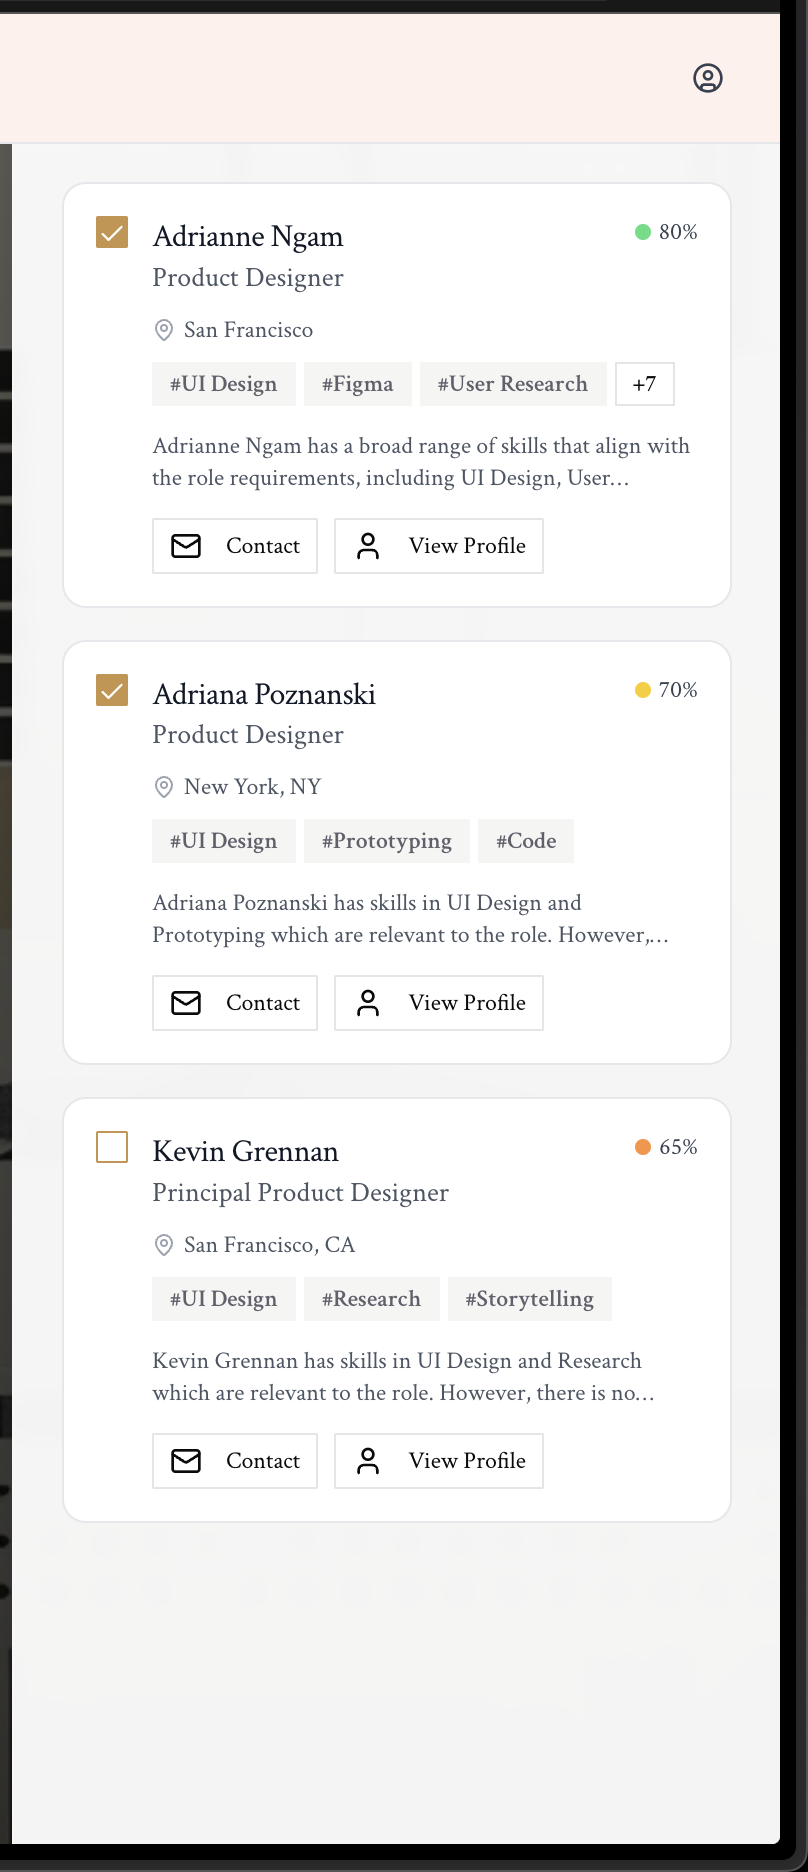 Adrianne Ngam
80%
Product Designer
San Francisco
#UI Design #Figma #User Research +7
Adrianne Ngam has a broad range of skills that align with
the role requirements, including UI Design, User...
Contact View Profile
Adriana Poznanski
70%
Product Designer
New York, NY
#UI Design #Prototyping #Code
Adriana Poznanski has skills in UI Design and
Prototyping which are relevant to the role. However,...
Contact View Profile
Kevin Grennan
65%
Principal Product Designer
San Francisco, CA
#UI Design #Research #Storytelling
Kevin Grennan has skills in UI Design and Research
which are relevant to the role. However, there is no...
Contact View Profile